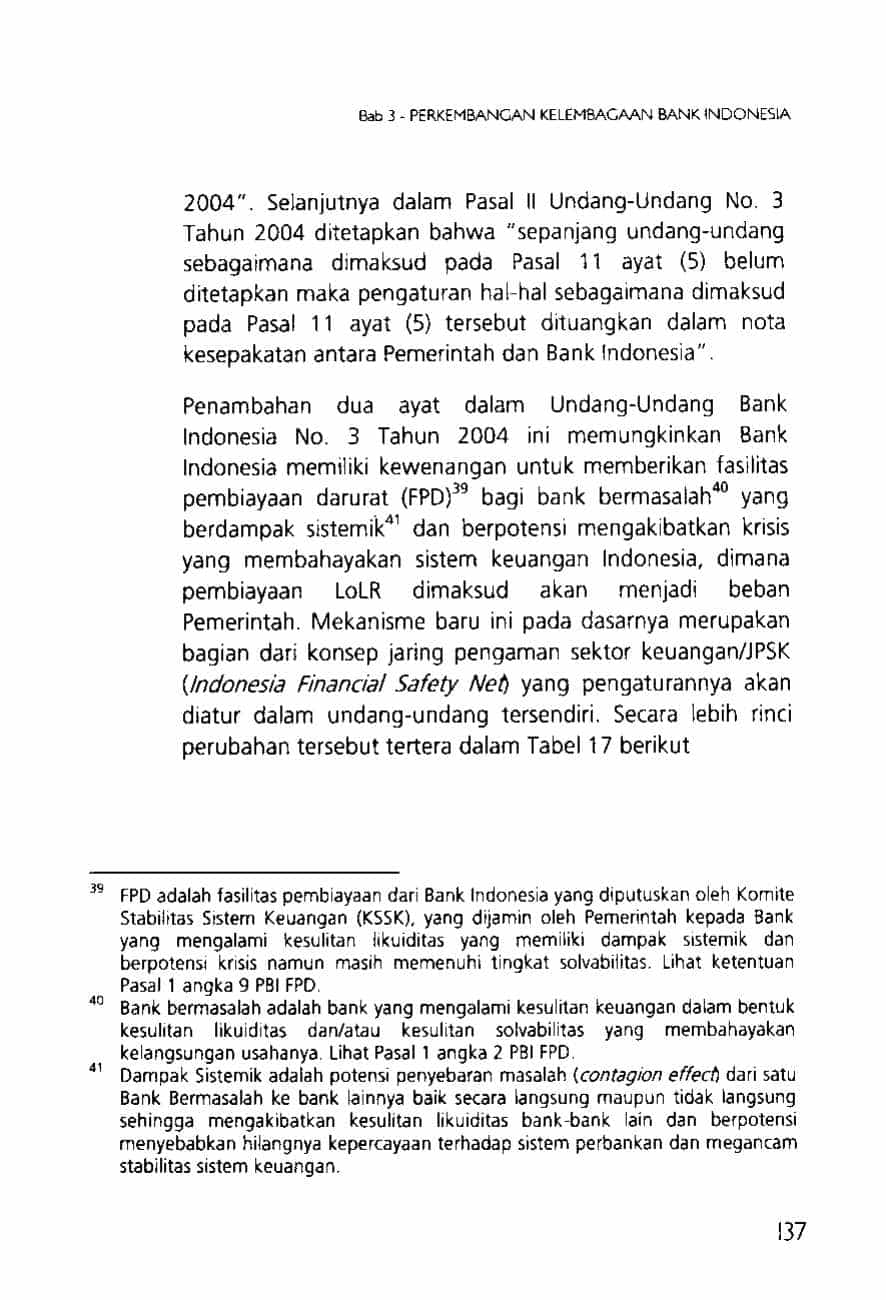 Bab 3 - PERKEMBANGAN KELEMBAGAAN BANK INDONESIA
2004". Selanjutnya dalam Pasal II Undang-Undang No. 3
Tahun 2004 ditetapkan bahwa "sepanjang undang-undang
sebagaimana dimaksud pada Pasal 11 ayat (5) belum
ditetapkan maka pengaturan hal-hal sebagaimana dimaksud
pada Pasal 11 ayat (5) tersebut dituangkan dalam nota
kesepakatan antara Pemerintah dan Bank Indonesia".
Penambahan dua ayat dalam Undang-Undang Bank
Indonesia No. 3 Tahun 2004 ini memungkinkan Bank
Indonesia memiliki kewenangan untuk memberikan fasilitas
pembiayaan darurat (FPD)39 bagi bank bermasalah40 yang
berdampak sistemik41 dan berpotensi mengakibatkan krisis
yang membahayakan sistem keuangan Indonesia, dimana
pembiayaan LoLR dimaksud akan menjadi beban
Pemerintah. Mekanisme baru ini pada dasarnya merupakan
bagian dari konsep jaring pengaman sektor keuangan/JPSK
(Indonesia Financial Safety Net) yang pengaturannya akan
diatur dalam undang-undang tersendiri. Secara lebih rinci
perubahan tersebut tertera dalam Tabel 17 berikut
39 FPD adalah fasilitas pembiayaan dari Bank Indonesia yang diputuskan oleh Komite
Stabilitas Sistem Keuangan (KSSK), yang dijamin oleh Pemerintah kepada Bank
yang mengalami kesulitan likuiditas yang memiliki dampak sistemik dan
berpotensi krisis namun masih memenuhi tingkat solvabilitas. Lihat ketentuan
Pasal 1 angka 9 PBI FPD.
40 Bank bermasalah adalah bank yang mengalami kesulitan keuangan dalam bentuk
kesulitan likuiditas dan/atau kesulitan solvabilitas yang membahayakan
kelangsungan usahanya. Lihat Pasal 1 angka 2 PBI FPD.
41 Dampak Sistemik adalah potensi penyebaran masalah (contagion effect) dari satu
Bank Bermasalah ke bank lainnya baik secara langsung maupun tidak langsung
sehingga mengakibatkan kesulitan likuiditas bank-bank lain dan berpotensi
menyebabkan hilangnya kepercayaan terhadap sistem perbankan dan megancam
stabilitas sistem keuangan.
137